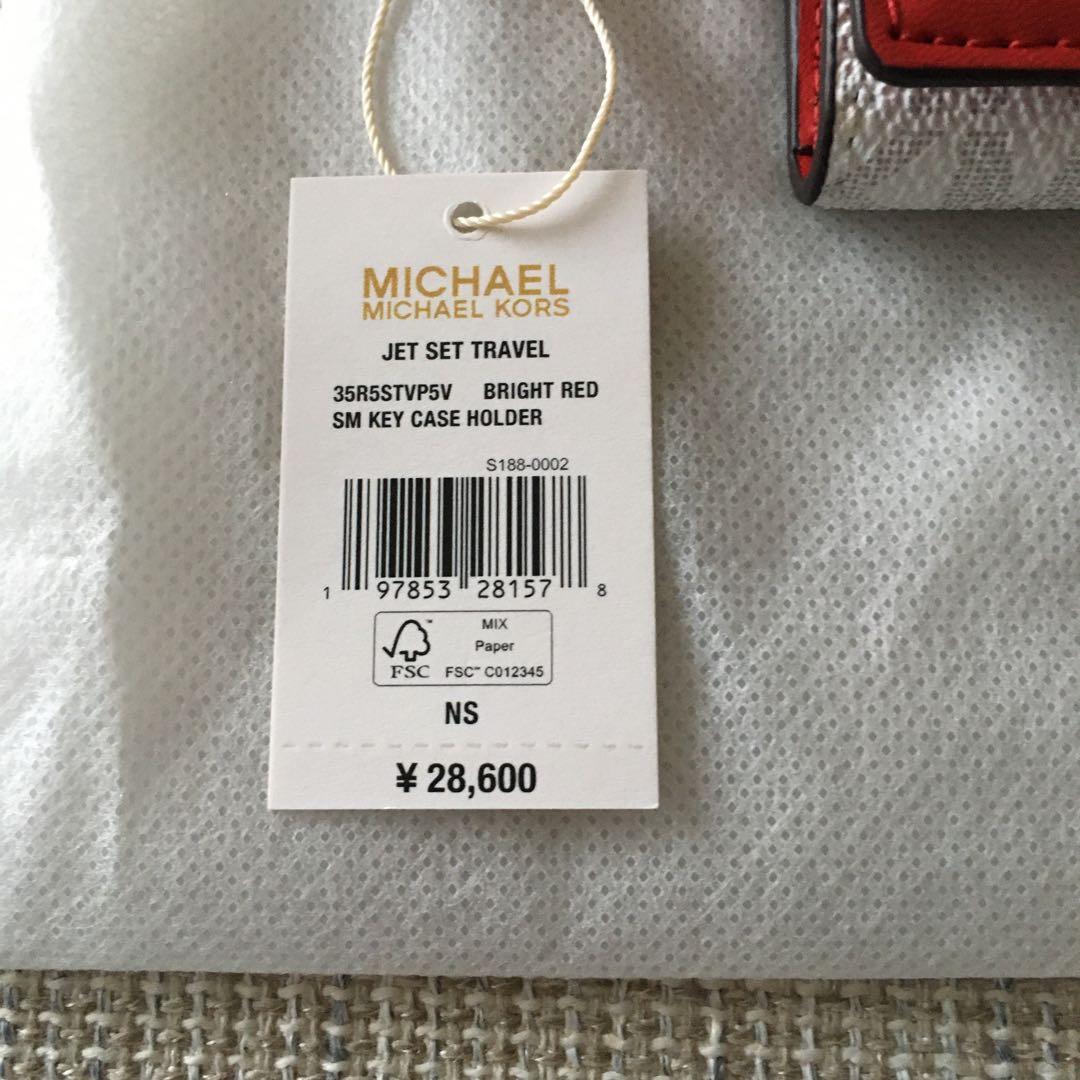 MICHAEL
MICHAEL KORS
JET SET TRAVEL
35R5STVP5V BRIGHT RED
SM KEY CASE HOLDER
S188-0002
1 97853 28157 8
MIX
Paper
FSC™ FSC™ C012345
NS
¥ 28,600